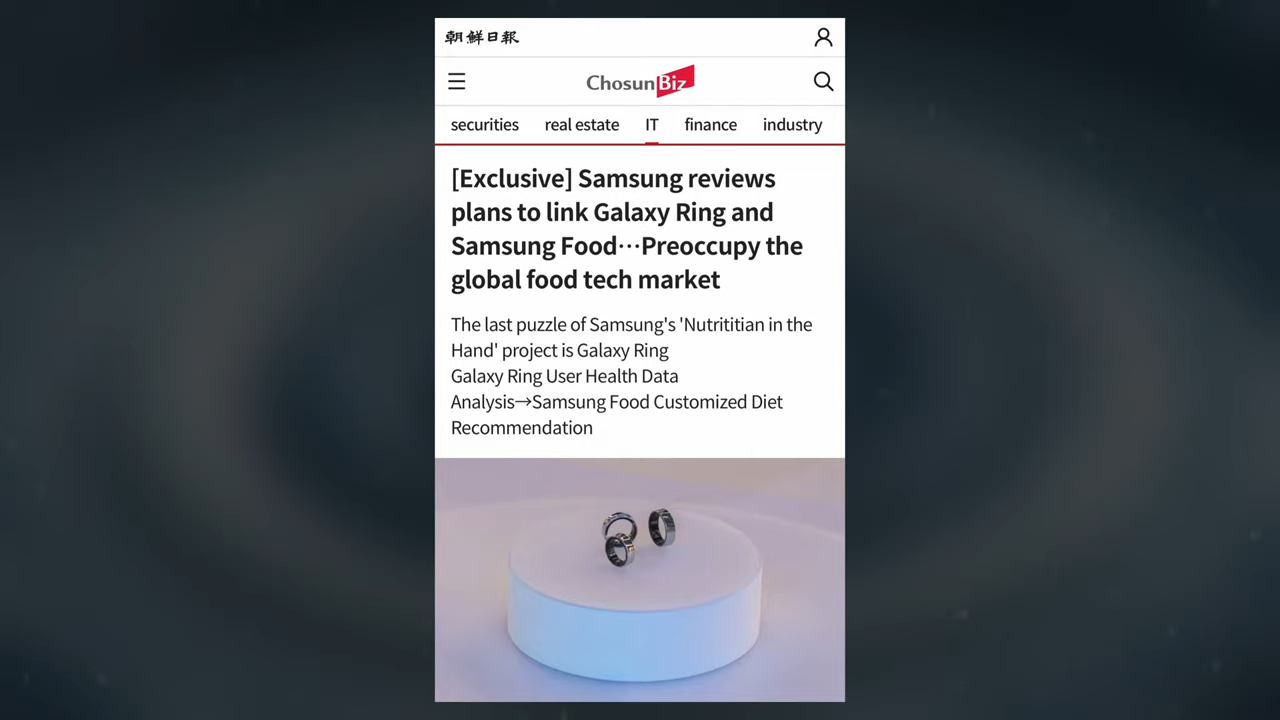 朝鮮日報
ChosunBiz
securities real estate IT finance industry
[Exclusive] Samsung reviews
plans to link Galaxy Ring and
Samsung Food···Preoccupy the
global food tech market
The last puzzle of Samsung's 'Nutrititian in the
Hand' project is Galaxy Ring
Galaxy Ring User Health Data
Analysis→Samsung Food Customized Diet
Recommendation